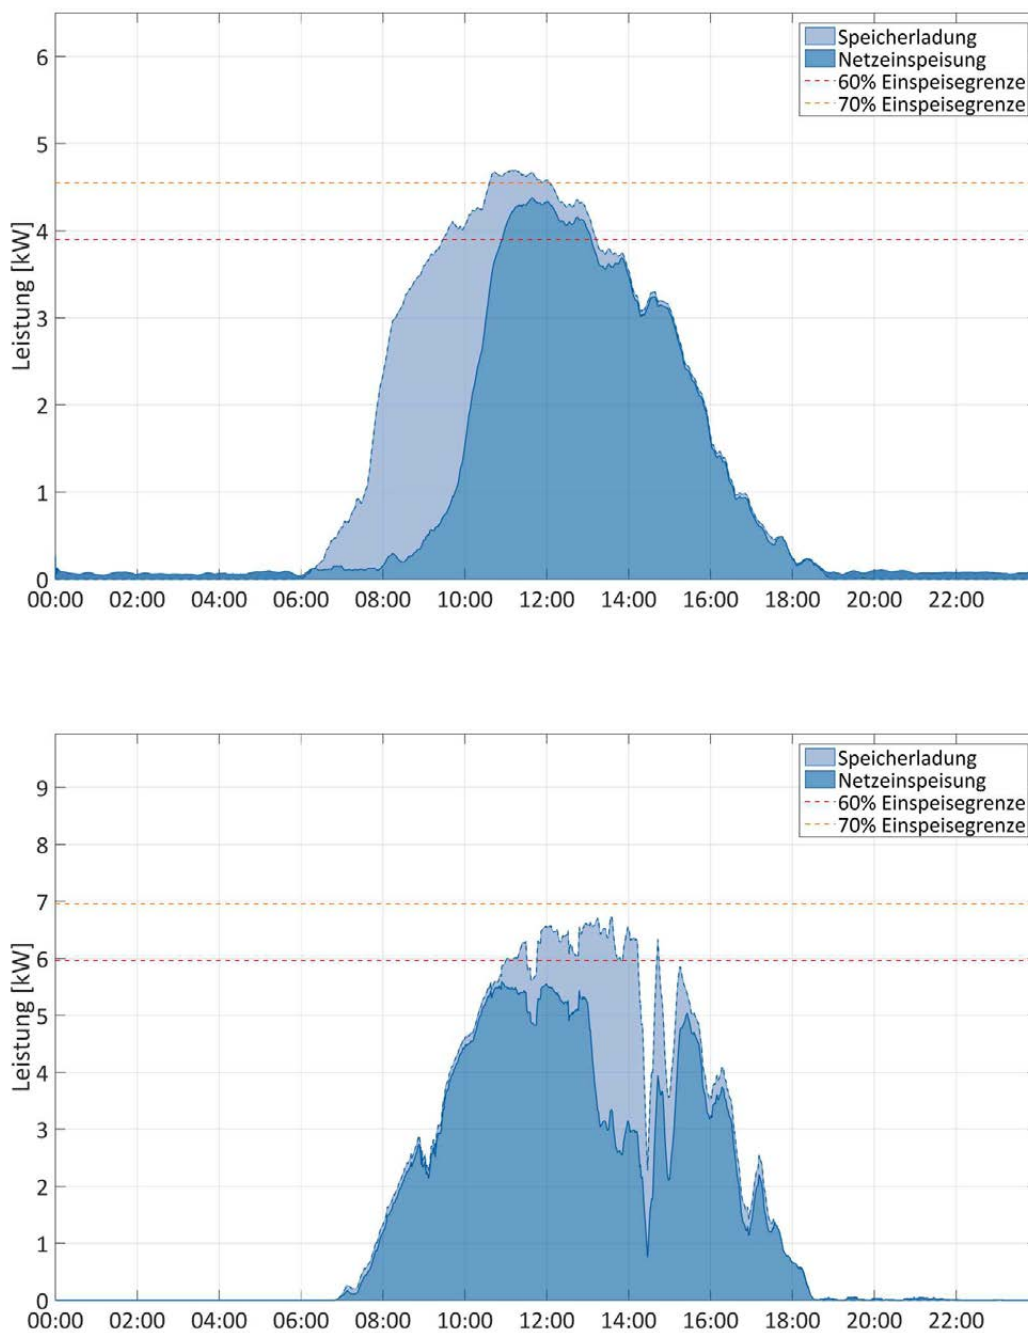 Speicherladung
Netzeinspeisung
60% Einspeisegrenze
70% Einspeisegrenze
6
5
4
3
2
1
0
Leistung [kW]
00:00 02:00 04:00 06:00 08:00 10:00 12:00 14:00 16:00 18:00 20:00 22:00
Speicherladung
Netzeinspeisung
60% Einspeisegrenze
70% Einspeisegrenze
9
8
7
6
5
4
3
2
1
0
Leistung [kW]
00:00 02:00 04:00 06:00 08:00 10:00 12:00 14:00 16:00 18:00 20:00 22:00